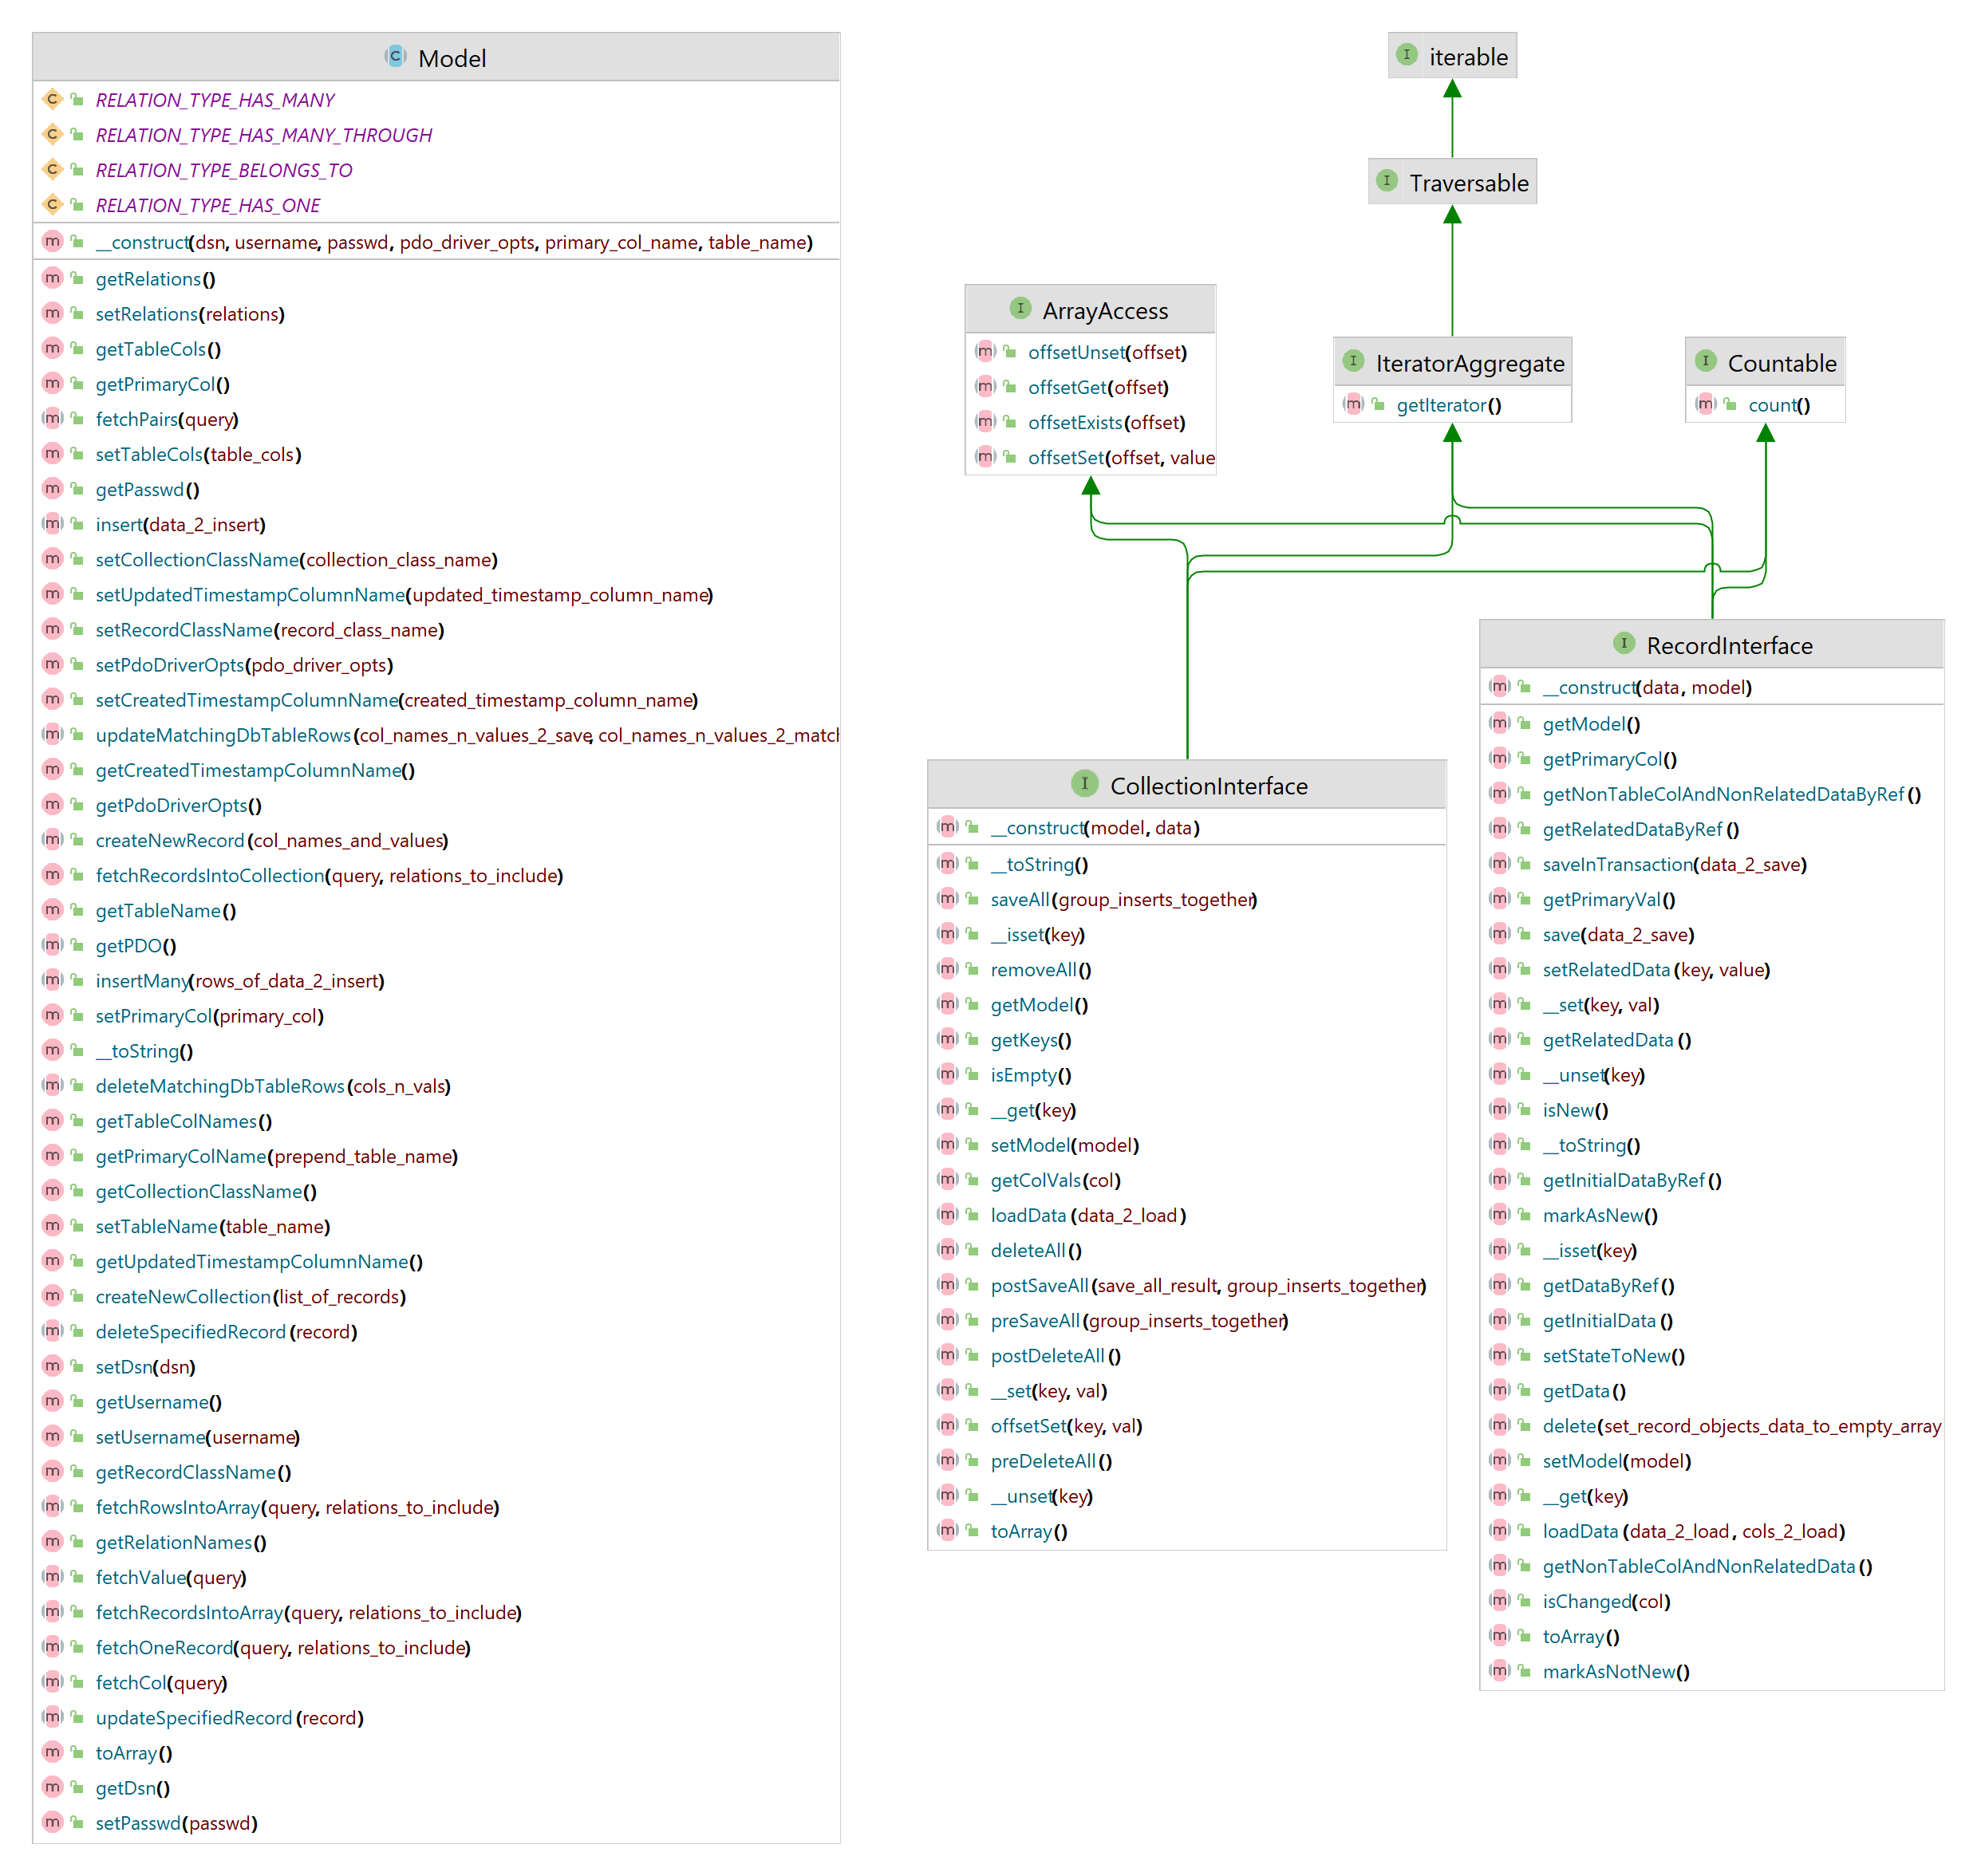 Model
RELATION_TYPE_HAS_MANY
RELATION_TYPE_HAS_MANY_THROUGH
RELATION_TYPE_BELONGS_TO
RELATION_TYPE_HAS_ONE
__construct(dsn, username, passwd, pdo_driver_opts, primary_col_name, table_name)
getRelations()
setRelations(relations)
getTableCols()
getPrimaryCol()
fetchPairs(query)
setTableCols(table_cols)
getPasswd()
insert(data_2_insert)
setCollectionClassName(collection_class_name)
setUpdatedTimestampColumnName(updated_timestamp_column_name)
setRecordClassName(record_class_name)
setPdoDriverOpts(pdo_driver_opts)
setCreatedTimestampColumnName(created_timestamp_column_name)
updateMatchingDbTableRows(col_names_n_values_2_save, col_names_n_values_2_match
getCreatedTimestampColumnName()
getPdoDriverOpts()
createNewRecord(col_names_and_values)
fetchRecordsIntoCollection(query, relations_to_include)
getTableName()
getPDO()
insertMany(rows_of_data_2_insert)
setPrimaryCol(primary_col)
__toString()
deleteMatchingDbTableRows(cols_n_vals)
getTableColNames()
getPrimaryColName(prepend_table_name)
getCollectionClassName()
setTableName(table_name)
getUpdatedTimestampColumnName()
createNewCollection(list_of_records)
deleteSpecifiedRecord(record)
setDsn(dsn)
getUsername()
setUsername(username)
getRecordClassName()
fetchRowsIntoArray(query, relations_to_include)
getRelationNames()
fetchValue(query)
fetchRecordsIntoArray(query, relations_to_include)
fetchOneRecord(query, relations_to_include)
fetchCol(query)
updateSpecifiedRecord(record)
toArray()
getDsn()
setPasswd(passwd)
iterable
Traversable
ArrayAccess
offsetUnset(offset)
offsetGet(offset)
offsetExists(offset)
offsetSet(offset, value
IteratorAggregate
getIterator()
Countable
count()
CollectionInterface
__construct(model, data)
__toString()
saveAll(group_inserts_together)
__isset(key)
removeAll()
getModel()
getKeys()
isEmpty()
__get(key)
setModel(model)
getColVals(col)
loadData(data_2_load)
deleteAll()
postSaveAll(save_all_result, group_inserts_together)
preSaveAll(group_inserts_together)
postDeleteAll()
__set(key, val)
offsetSet(key, val)
preDeleteAll()
__unset(key)
toArray()
RecordInterface
__construct(data, model)
getModel()
getPrimaryCol()
getNonTableColAndNonRelatedDataByRef()
getRelatedDataByRef()
saveInTransaction(data_2_save)
getPrimaryVal()
save(data_2_save)
setRelatedData(key, value)
__set(key, val)
getRelatedData()
__unset(key)
isNew()
__toString()
getInitialDataByRef()
markAsNew()
__isset(key)
getDataByRef()
getInitialData()
setStateToNew()
getData()
delete(set_record_objects_data_to_empty_array
setModel(model)
__get(key)
loadData(data_2_load, cols_2_load)
getNonTableColAndNonRelatedData()
isChanged(col)
toArray()
markAsNotNew()